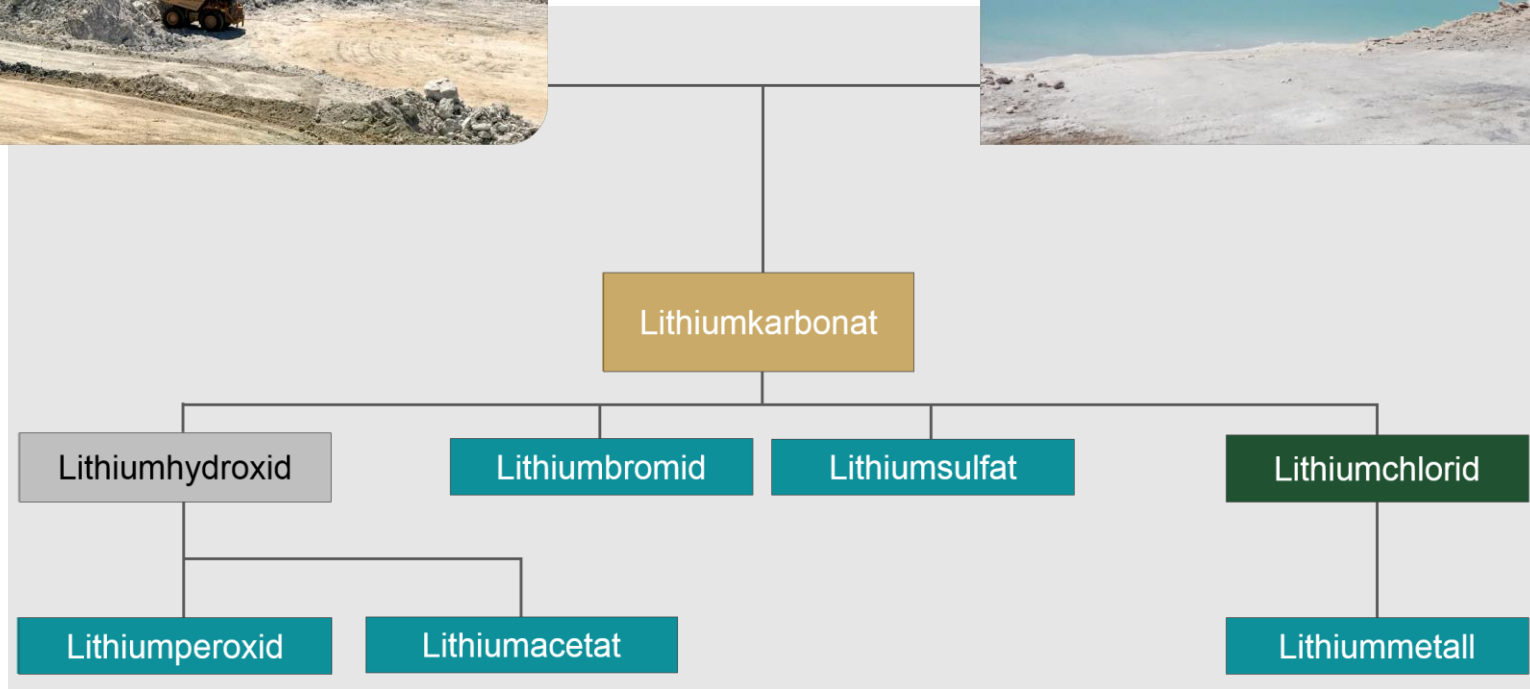 Lithiumkarbonat
Lithiumhydroxid
Lithiumbromid
Lithiumsulfat
Lithiumchlorid
Lithiumperoxid
Lithiumacetat
Lithiummetall